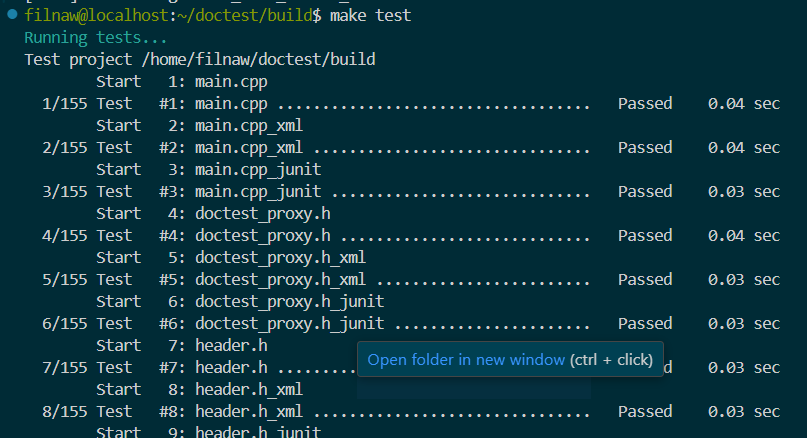 filnaw@localhost:~/doctest/build$ make test
Running tests...
Test project /home/filnaw/doctest/build
Start 1: main.cpp
1/155 Test #1: main.cpp ................................... Passed 0.04 sec
Start 2: main.cpp_xml
2/155 Test #2: main.cpp_xml ............................... Passed 0.04 sec
Start 3: main.cpp_junit
3/155 Test #3: main.cpp_junit ............................. Passed 0.03 sec
Start 4: doctest_proxy.h
4/155 Test #4: doctest_proxy.h ............................ Passed 0.04 sec
Start 5: doctest_proxy.h_xml
5/155 Test #5: doctest_proxy.h_xml ........................ Passed 0.03 sec
Start 6: doctest_proxy.h_junit
6/155 Test #6: doctest_proxy.h_junit ...................... Passed 0.03 sec
Start 7: header.h
Open folder in new window (ctrl + click)
7/155 Test #7: header.h ......... 0.03 sec
Start 8: header.h_xml
8/155 Test #8: header.h_xml ............................... Passed 0.03 sec
Start 9: header.h_junit